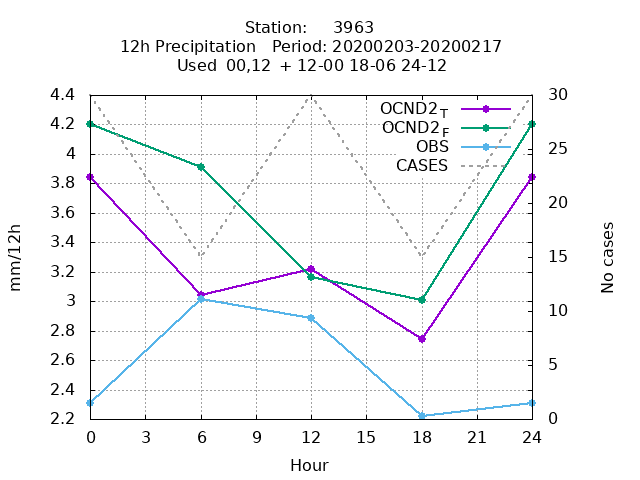 Station: 3963
12h Precipitation Period: 20200203-20200217
Used 00,12 + 12-00 18-06 24-12
OCND2T
OCND2F
OBS
CASES
4.4
4.2
4
3.8
3.6
3.4
3.2
3
2.8
2.6
2.4
2.2
mm/12h
30
25
20
15
10
5
0
No cases
0 3 6 9 12 15 18 21 24
Hour